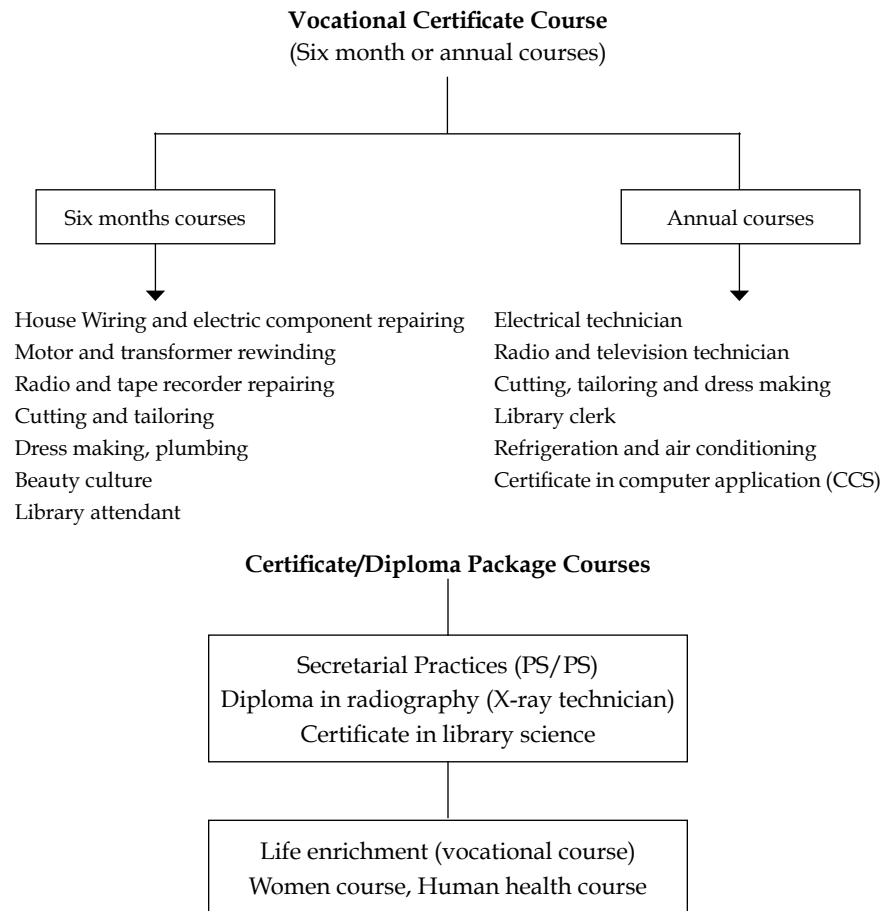 Vocational Certificate Course
(Six month or annual courses)
Six months courses
Annual courses
House Wiring and electric component repairing
Motor and transformer rewinding
Radio and tape recorder repairing
Cutting and tailoring
Dress making, plumbing
Beauty culture
Library attendant
Electrical technician
Radio and television technician
Cutting, tailoring and dress making
Library clerk
Refrigeration and air conditioning
Certificate in computer application (CCS)
Certificate/Diploma Package Courses
Secretarial Practices (PS/PS)
Diploma in radiography (X-ray technician)
Certificate in library science
Life enrichment (vocational course)
Women course, Human health course